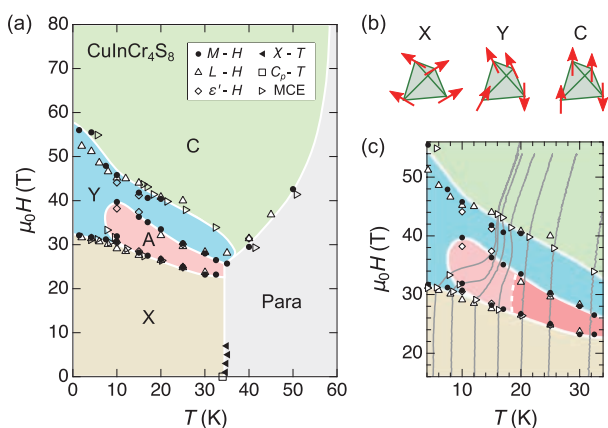 (a)
CuInCr₄S₈
M - H
χ - T
L - H
Cₚ - T
ε′ - H
MCE
C
Y
A
X
Para
μ₀H (T)
80
70
60
50
40
30
20
10
0
0 10 20 30 40 50 60
T (K)
(b)
X Y C
(c)
μ₀H (T)
50
40
30
20
10 20 30
T (K)